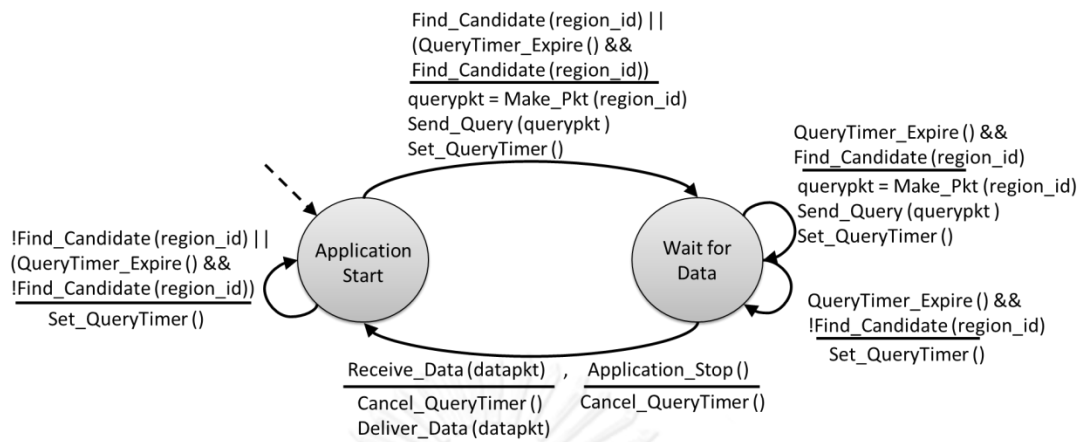 Find_Candidate (region_id) ||
(QueryTimer_Expire () &&
Find_Candidate (region_id))
querypkt = Make_Pkt (region_id)
Send_Query (querypkt )
Set_QueryTimer ()
QueryTimer_Expire () &&
Find_Candidate (region_id)
querypkt = Make_Pkt (region_id)
Send_Query (querypkt )
Set_QueryTimer ()
!Find_Candidate (region_id) ||
(QueryTimer_Expire () &&
!Find_Candidate (region_id))
Set_QueryTimer ()
Application
Start
Wait for
Data
QueryTimer_Expire () &&
!Find_Candidate (region_id)
Set_QueryTimer ()
Receive_Data (datapkt) , Application_Stop ()
Cancel_QueryTimer () Cancel_QueryTimer ()
Deliver_Data (datapkt)